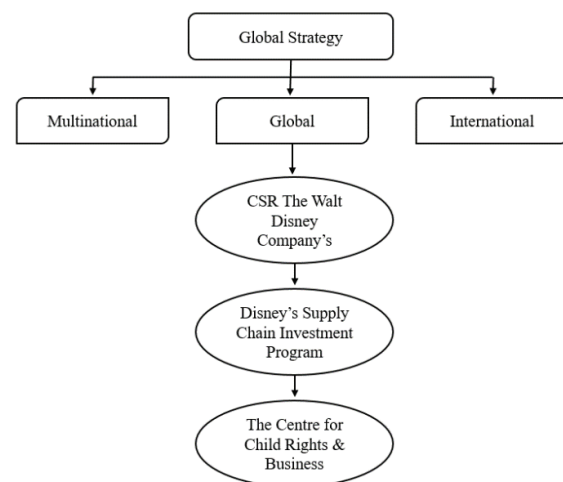 Global Strategy
Multinational
Global
International
CSR The Walt
Disney
Company’s
Disney’s Supply
Chain Investment
Program
The Centre for
Child Rights &
Business